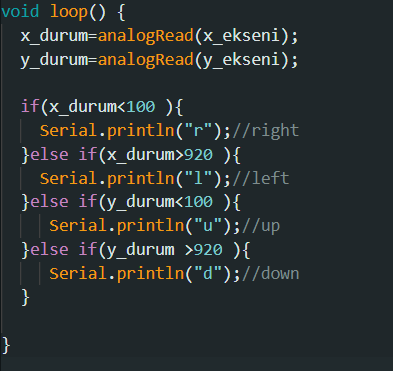 void loop() {
  x_durum=analogRead(x_ekseni);
  y_durum=analogRead(y_ekseni);
  if(x_durum<100 ){
    Serial.println("r");//right
  }else if(x_durum>920 ){
    Serial.println("l");//left
  }else if(y_durum<100 ){
     Serial.println("u");//up
  }else if(y_durum >920 ){
     Serial.println("d");//down
  }
}